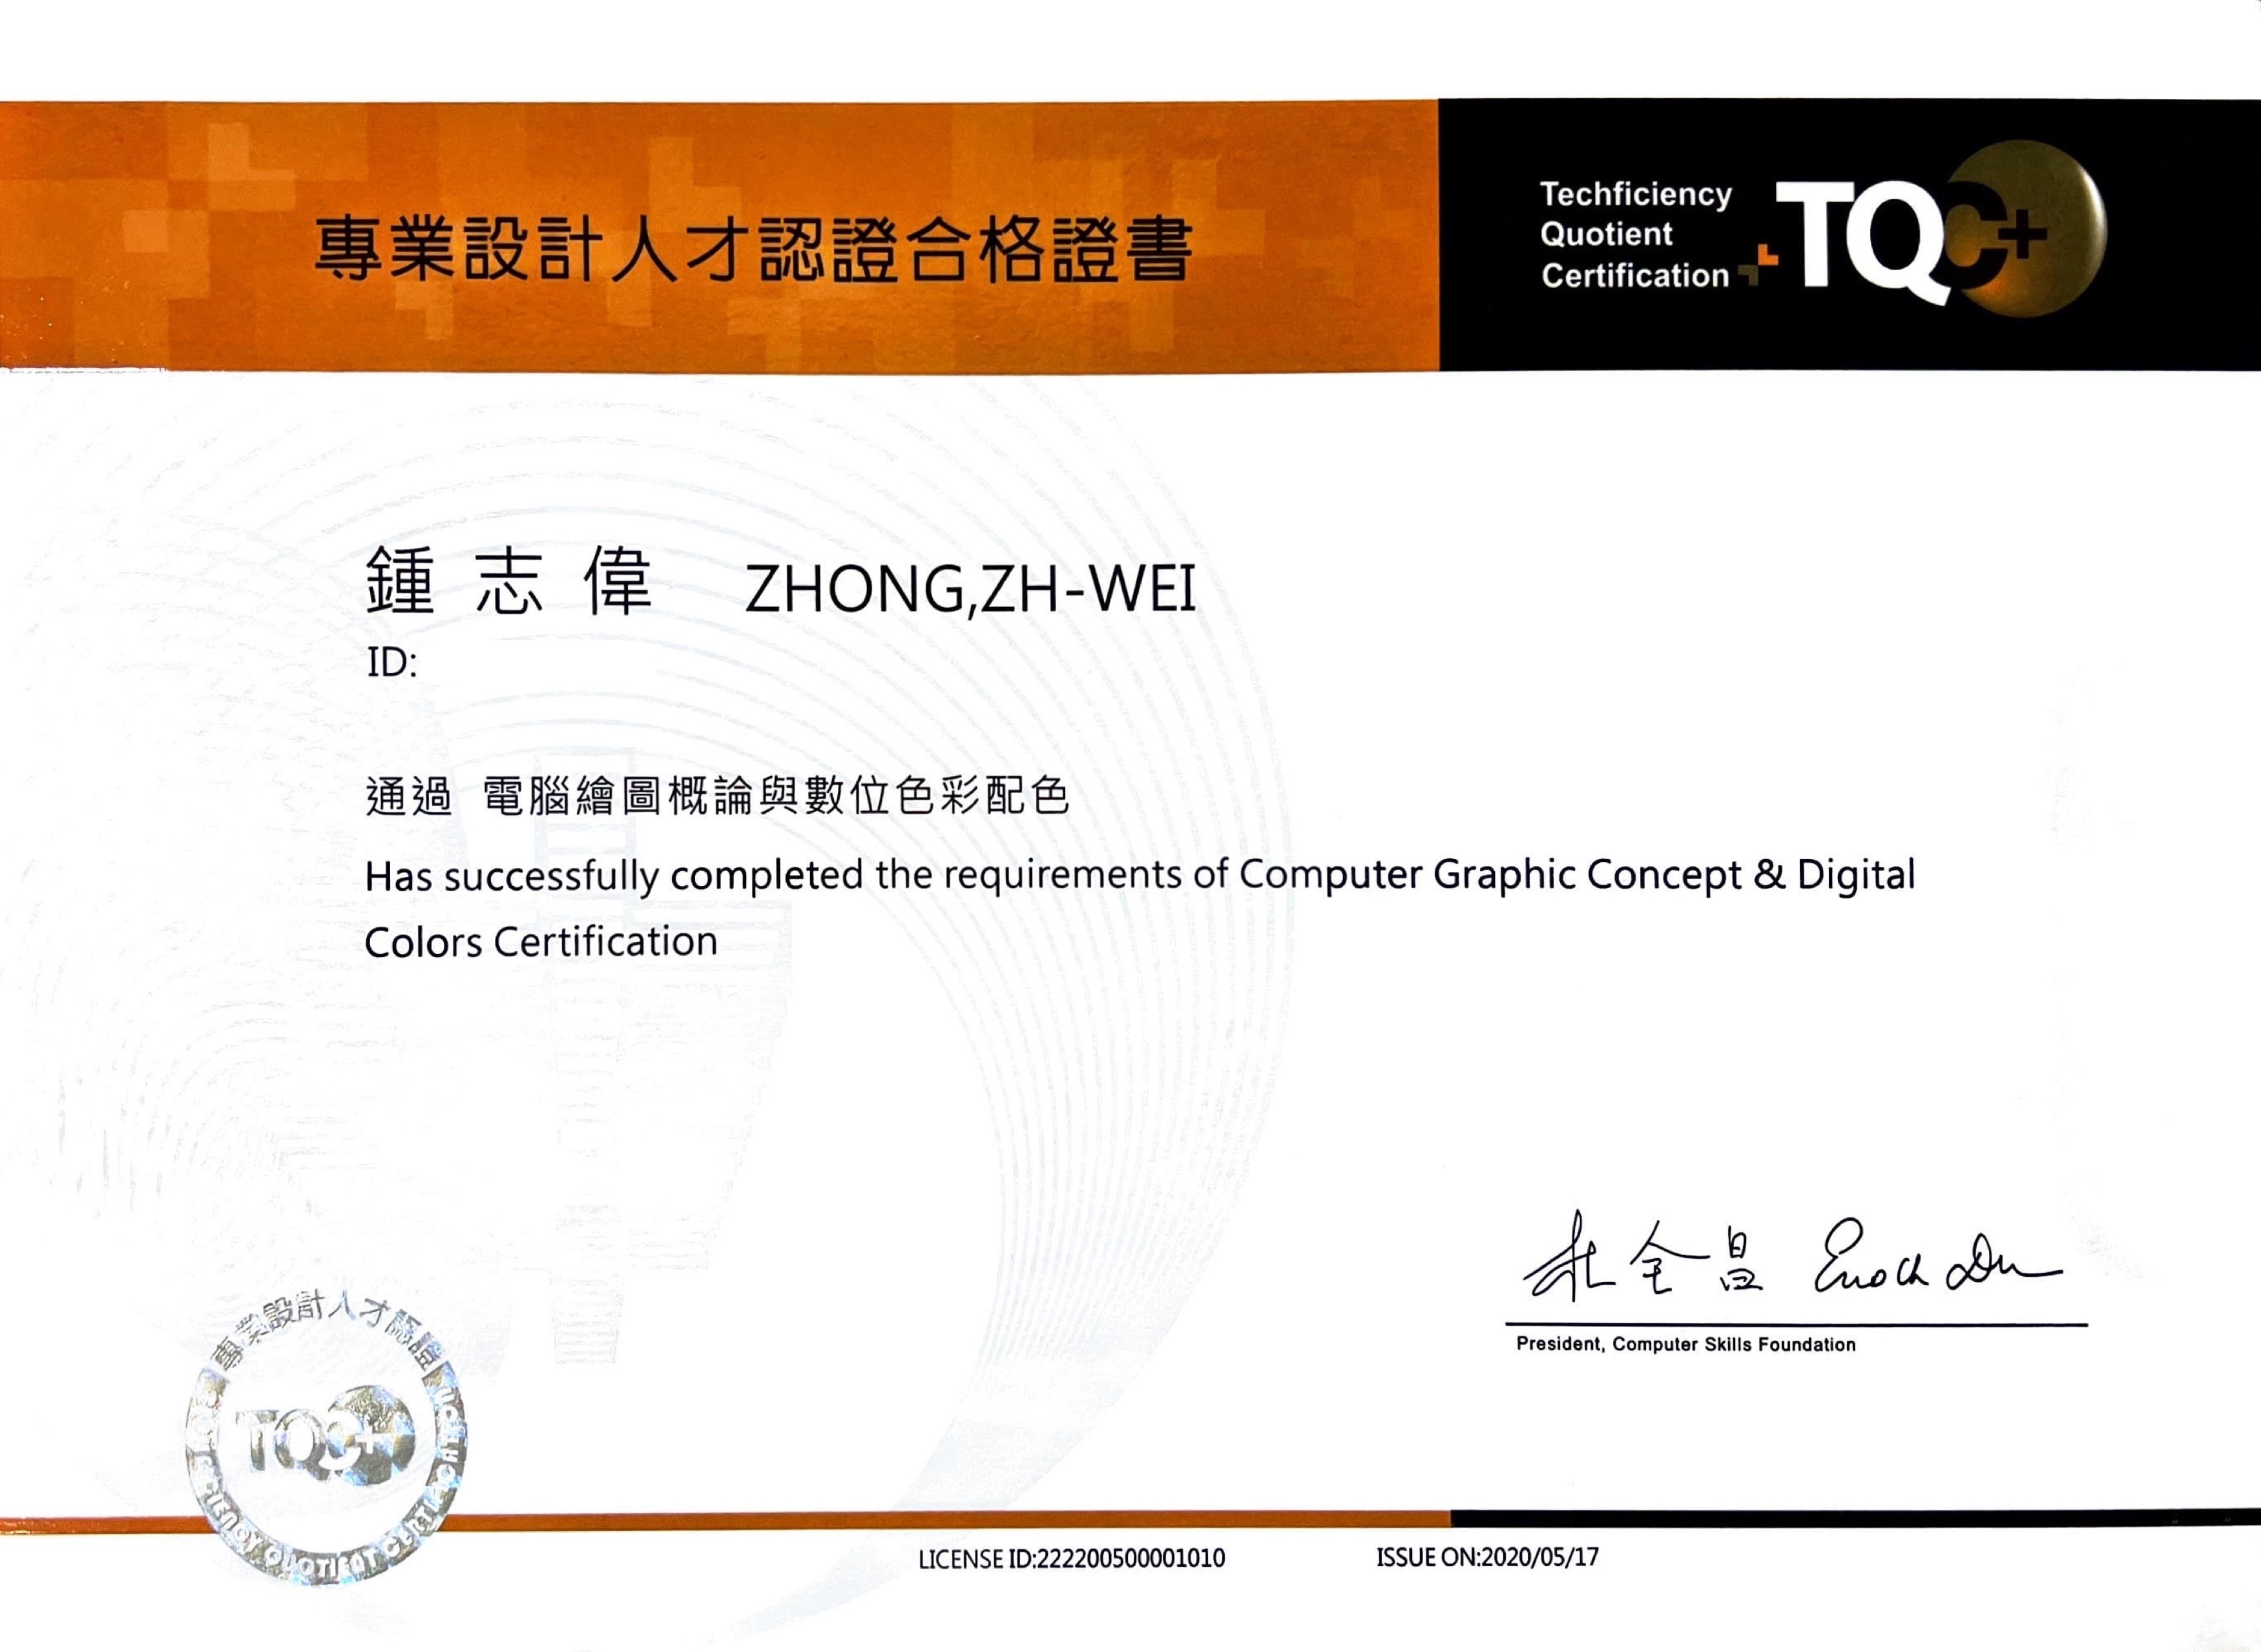 專業設計人才認證合格證書
Techficiency
Quotient
Certification
TQC+
鍾志偉 ZHONG,ZH-WEI
ID:
通過 電腦繪圖概論與數位色彩配色
Has successfully completed the requirements of Computer Graphic Concept & Digital
Colors Certification
杜全昌 Enoch Du
President, Computer Skills Foundation
專業設計人才認證
TQC+
TECHFICIENCY QUOTIENT CERTIFICATION
LICENSE ID:222200500001010
ISSUE ON:2020/05/17